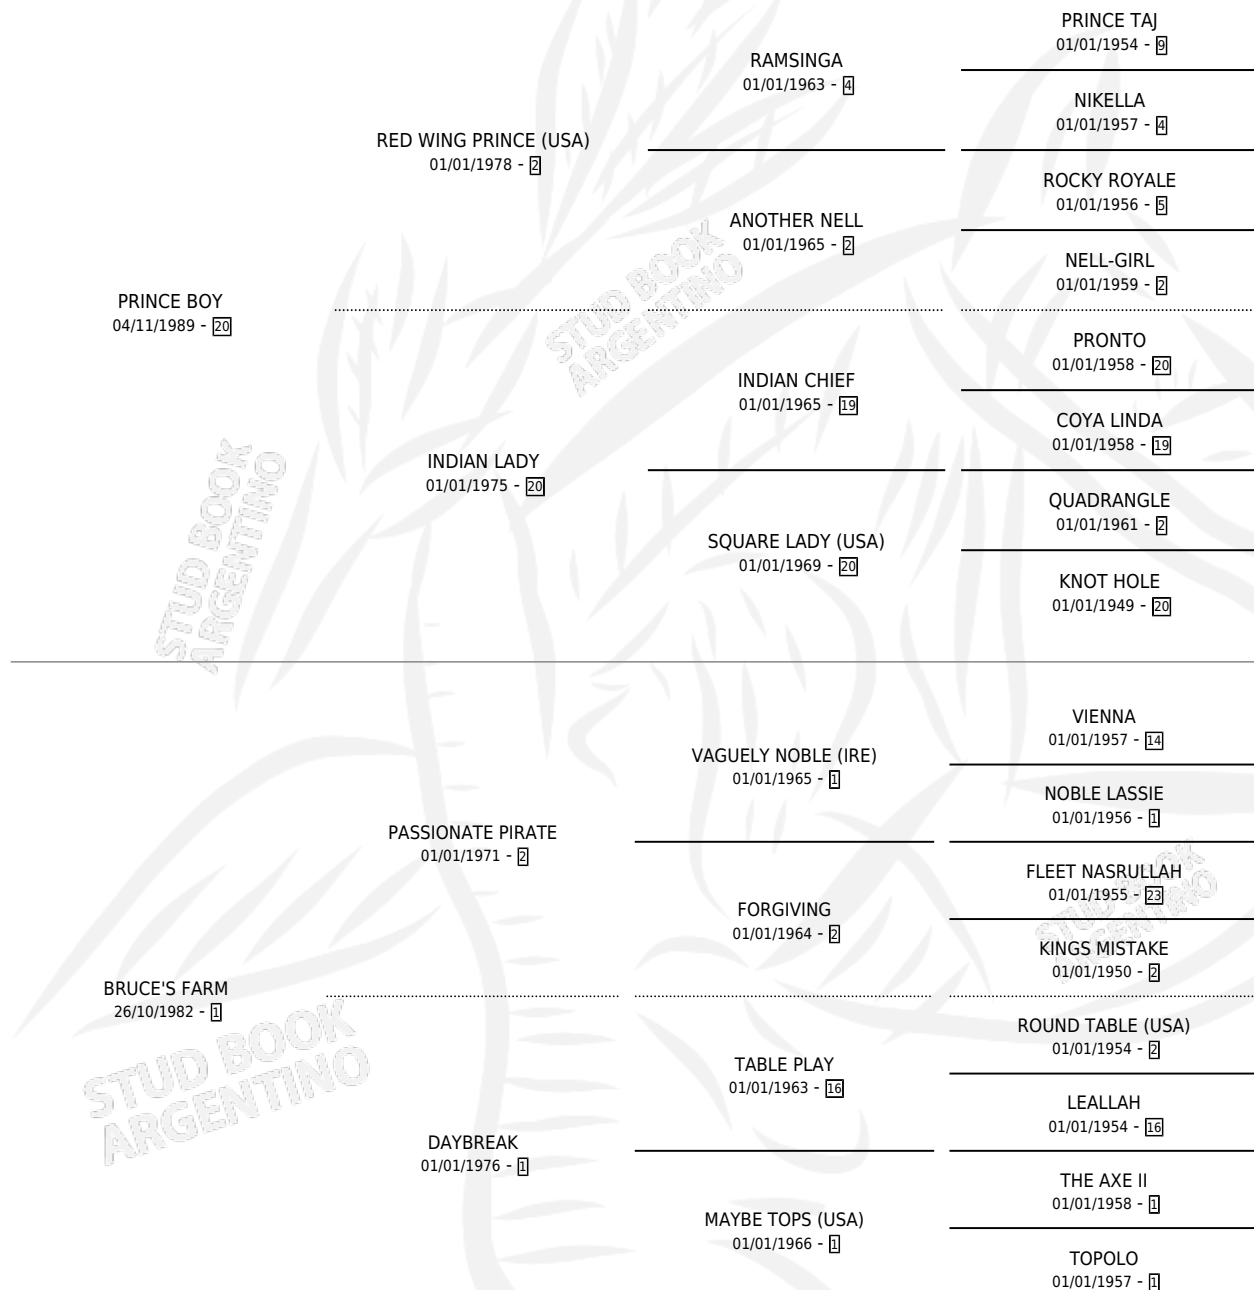 PRINCE TAJ
01/01/1954 - 9
RAMSINGA
01/01/1963 - 4
NIKELLA
01/01/1957 - 4
RED WING PRINCE (USA)
01/01/1978 - 2
ROCKY ROYALE
01/01/1956 - 5
ANOTHER NELL
01/01/1965 - 2
NELL-GIRL
01/01/1959 - 2
PRINCE BOY
04/11/1989 - 20
PRONTO
01/01/1958 - 20
INDIAN CHIEF
01/01/1965 - 19
COYA LINDA
01/01/1958 - 19
INDIAN LADY
01/01/1975 - 20
QUADRANGLE
01/01/1961 - 2
SQUARE LADY (USA)
01/01/1969 - 20
KNOT HOLE
01/01/1949 - 20
STUD BOOK
ARGENTINO
STUD BOOK
ARGENTINO
VIENNA
01/01/1957 - 14
VAGUELY NOBLE (IRE)
01/01/1965 - 1
NOBLE LASSIE
01/01/1956 - 1
PASSIONATE PIRATE
01/01/1971 - 2
FLEET NASRULLAH
01/01/1955 - 23
FORGIVING
01/01/1964 - 2
KINGS MISTAKE
01/01/1950 - 2
STUD BOOK
ARGENTINO
BRUCE'S FARM
26/10/1982 - 1
ROUND TABLE (USA)
01/01/1954 - 2
TABLE PLAY
01/01/1963 - 16
LEALLAH
01/01/1954 - 16
DAYBREAK
01/01/1976 - 1
THE AXE II
01/01/1958 - 1
MAYBE TOPS (USA)
01/01/1966 - 1
TOPOLO
01/01/1957 - 1
STUD BOOK
ARGENTINO